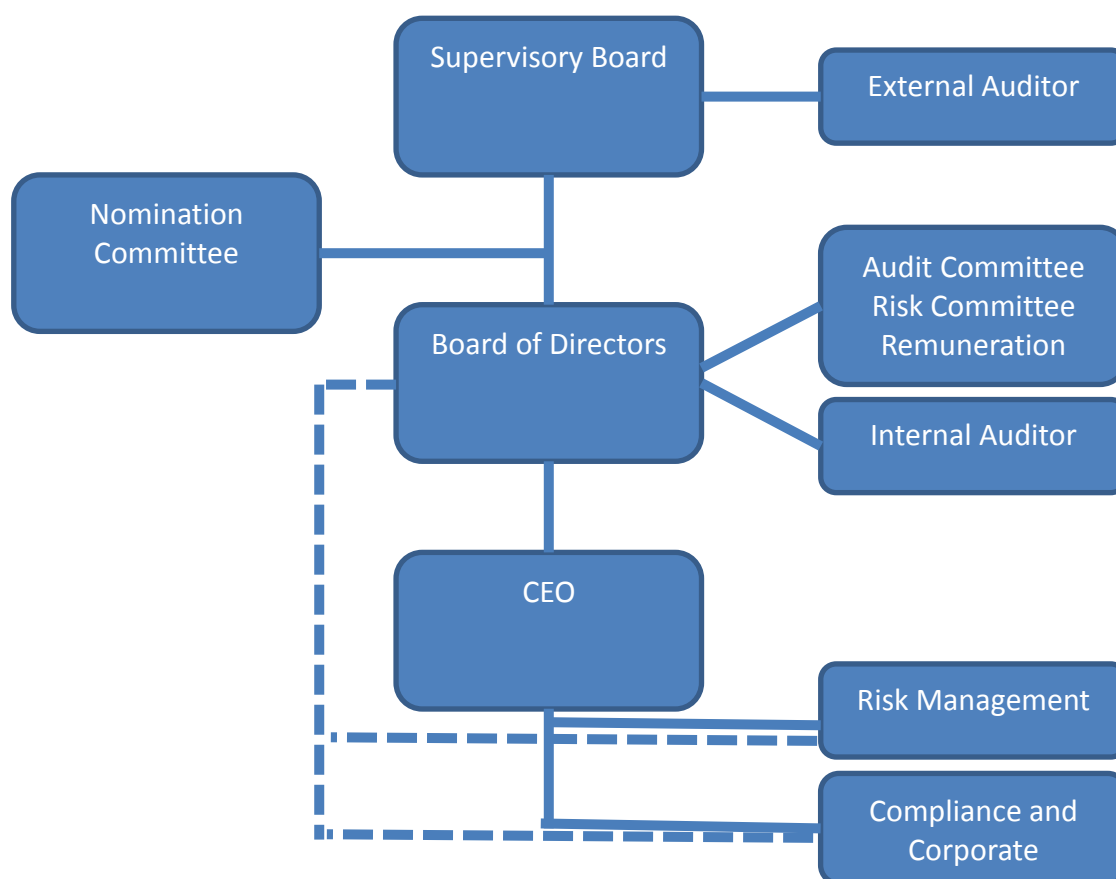 Supervisory Board
External Auditor
Nomination
Committee
Audit Committee
Risk Committee
Remuneration
Board of Directors
Internal Auditor
CEO
Risk Management
Compliance and
Corporate